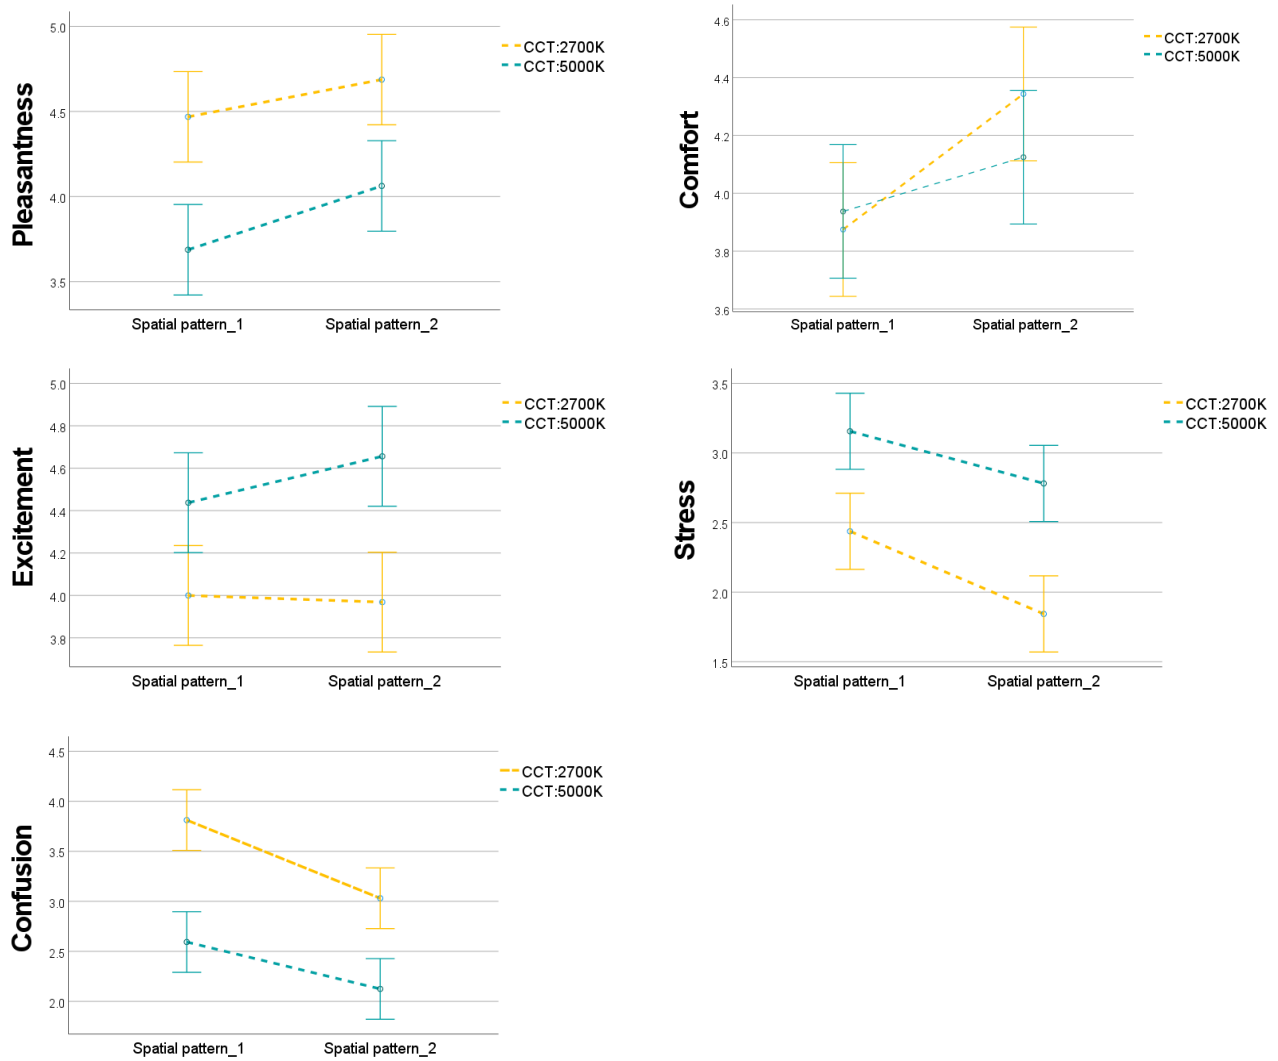 Pleasantness
5.0
4.5
4.0
3.5
Spatial pattern_1
Spatial pattern_2
CCT:2700K
CCT:5000K
Comfort
4.6
4.4
4.2
4.0
3.8
3.6
Spatial pattern_1
Spatial pattern_2
CCT:2700K
CCT:5000K
Excitement
5.0
4.8
4.6
4.4
4.2
4.0
3.8
Spatial pattern_1
Spatial pattern_2
CCT:2700K
CCT:5000K
Stress
3.5
3.0
2.5
2.0
1.5
Spatial pattern_1
Spatial pattern_2
CCT:2700K
CCT:5000K
Confusion
4.5
4.0
3.5
3.0
2.5
2.0
Spatial pattern_1
Spatial pattern_2
CCT:2700K
CCT:5000K